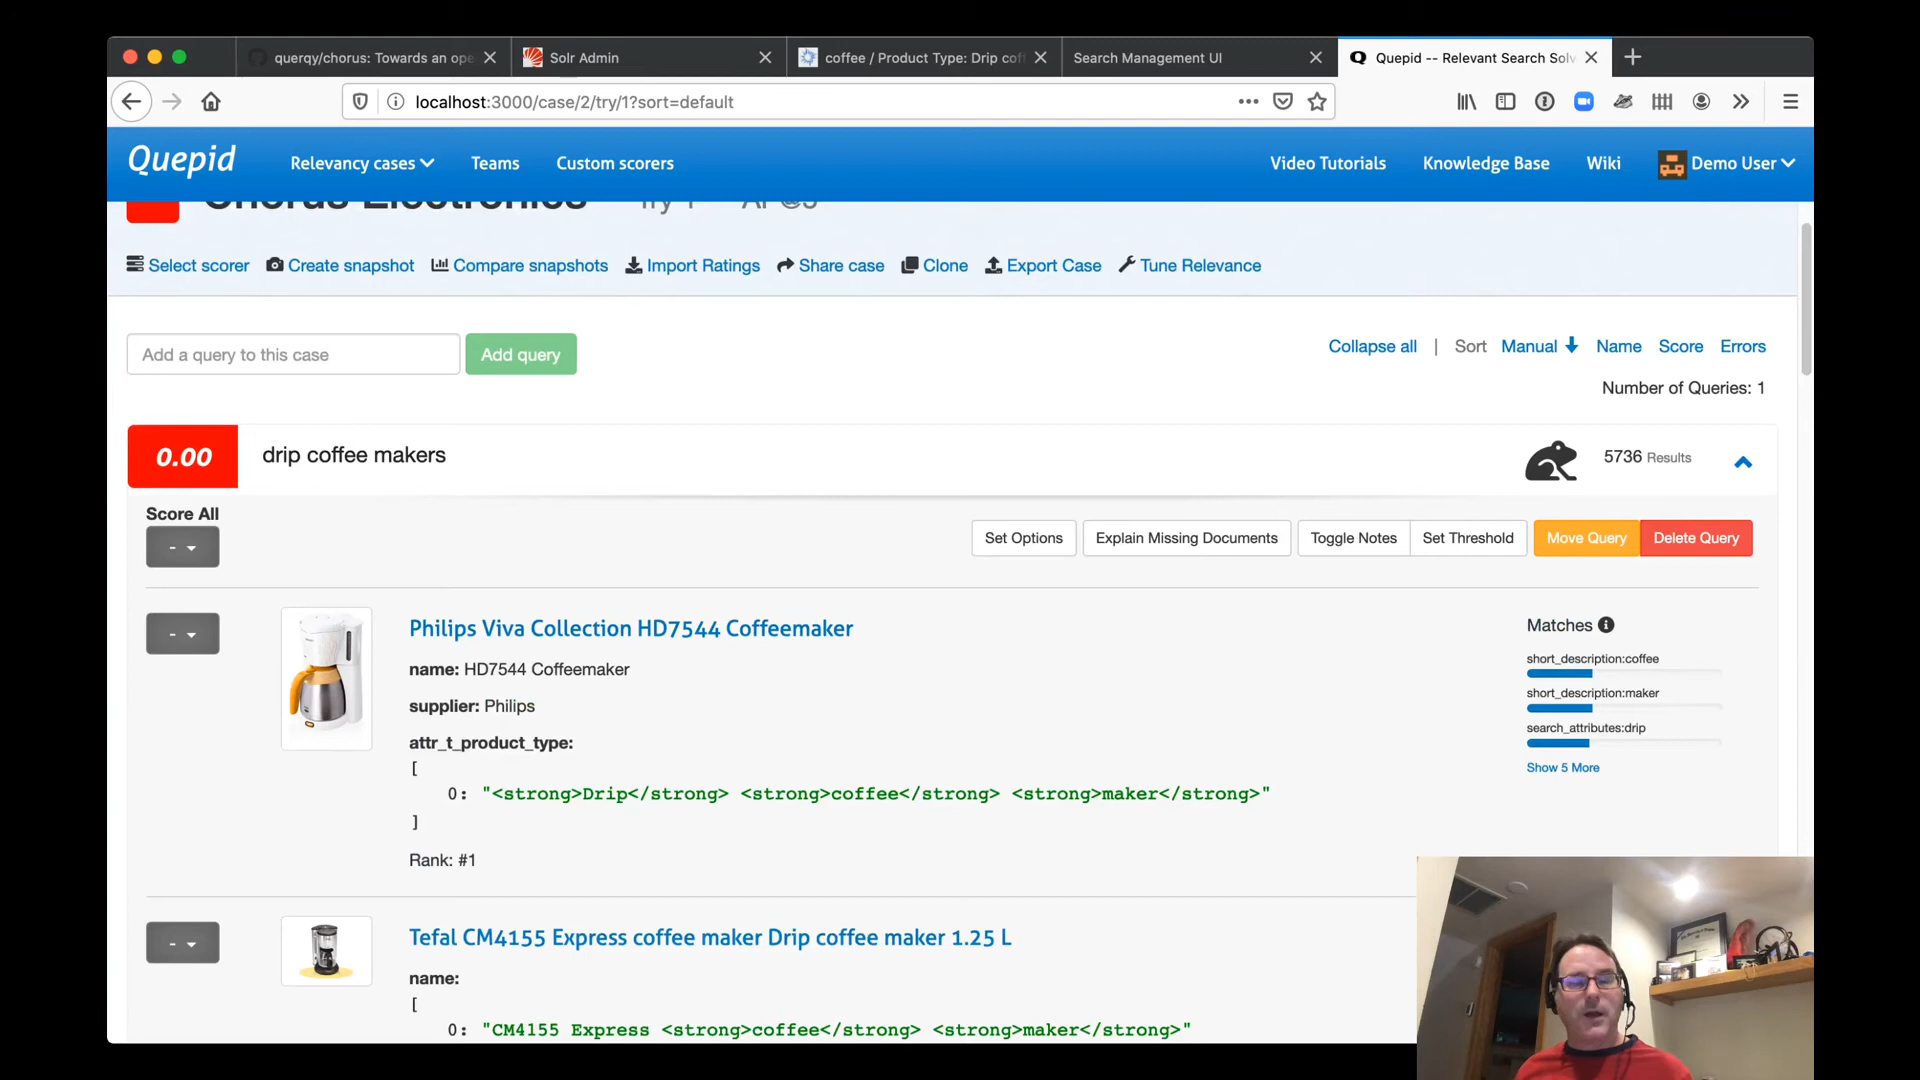 querqy/chorus: Towards an ope
Solr Admin
coffee / Product Type: Drip cof
Search Management UI
Quepid -- Relevant Search Solv
localhost:3000/case/2/try/1?sort=default
Quepid
Relevancy cases
Teams
Custom scorers
Video Tutorials
Knowledge Base
Wiki
Demo User
Chorus Electronics
Try 1
AP@5
Select scorer
Create snapshot
Compare snapshots
Import Ratings
Share case
Clone
Export Case
Tune Relevance
Add a query to this case
Add query
Collapse all | Sort Manual Name Score Errors
Number of Queries: 1
0.00
drip coffee makers
5736 Results
Score All
-
Set Options
Explain Missing Documents
Toggle Notes
Set Threshold
Move Query
Delete Query
-
Philips Viva Collection HD7544 Coffeemaker
name: HD7544 Coffeemaker
supplier: Philips
attr_t_product_type:
[
0: "<strong>Drip</strong> <strong>coffee</strong> <strong>maker</strong>"
]
Rank: #1
Matches
short_description:coffee
short_description:maker
search_attributes:drip
Show 5 More
-
Tefal CM4155 Express coffee maker Drip coffee maker 1.25 L
name:
[
0: "CM4155 Express <strong>coffee</strong> <strong>maker</strong>"